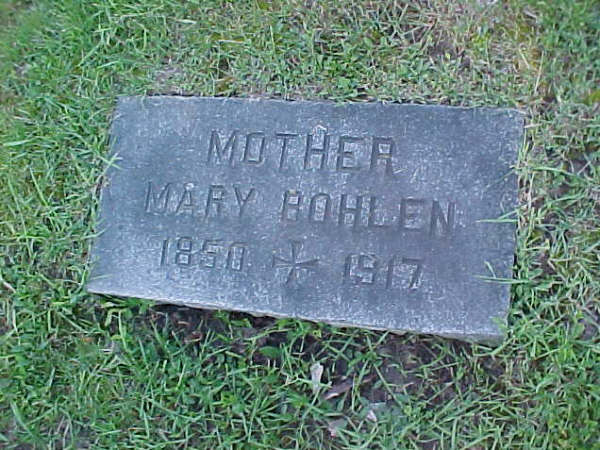 MOTHER
MARY BOHLEN
1850 ✠ 1917